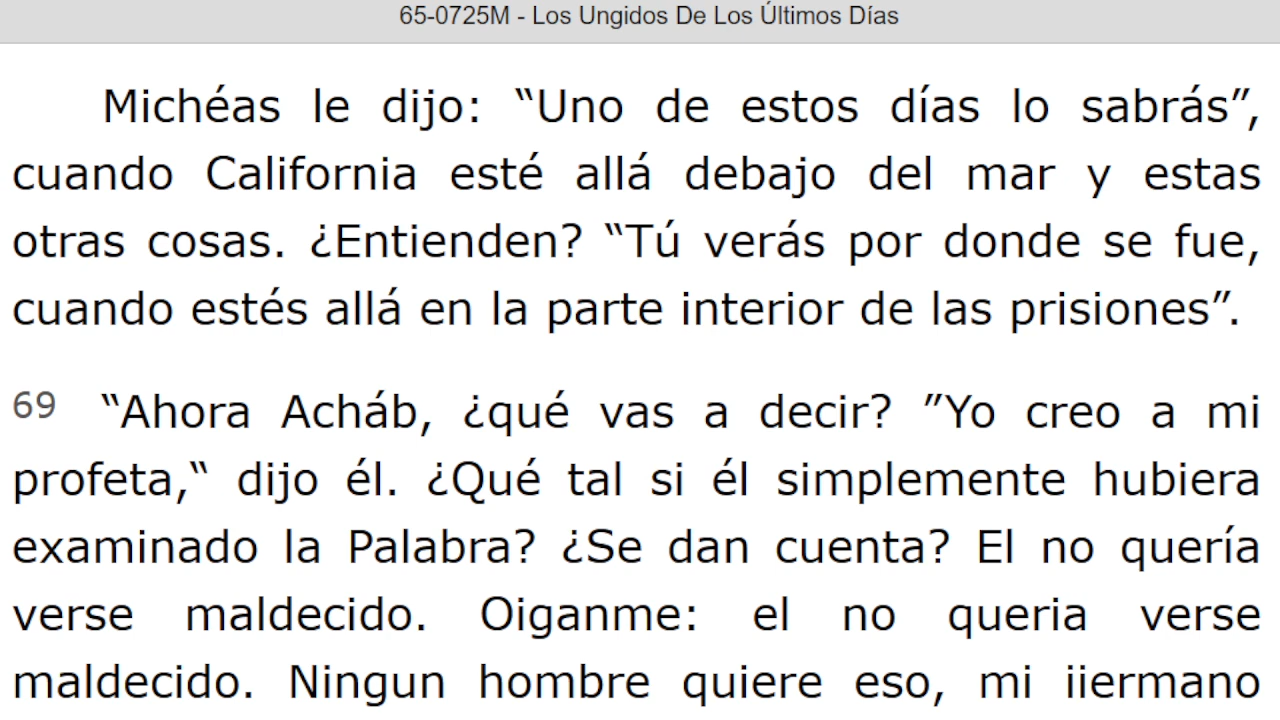 65-0725M - Los Ungidos De Los Últimos Días
Michéas le dijo: “Uno de estos días lo sabrás”,
cuando California esté allá debajo del mar y estas
otras cosas. ¿Entienden? “Tú verás por donde se fue,
cuando estés allá en la parte interior de las prisiones”.
69 “Ahora Acháb, ¿qué vas a decir? ”Yo creo a mi
profeta,“ dijo él. ¿Qué tal si él simplemente hubiera
examinado la Palabra? ¿Se dan cuenta? El no quería
verse maldecido. Oiganme: el no queria verse
maldecido. Ningun hombre quiere eso, mi iiermano